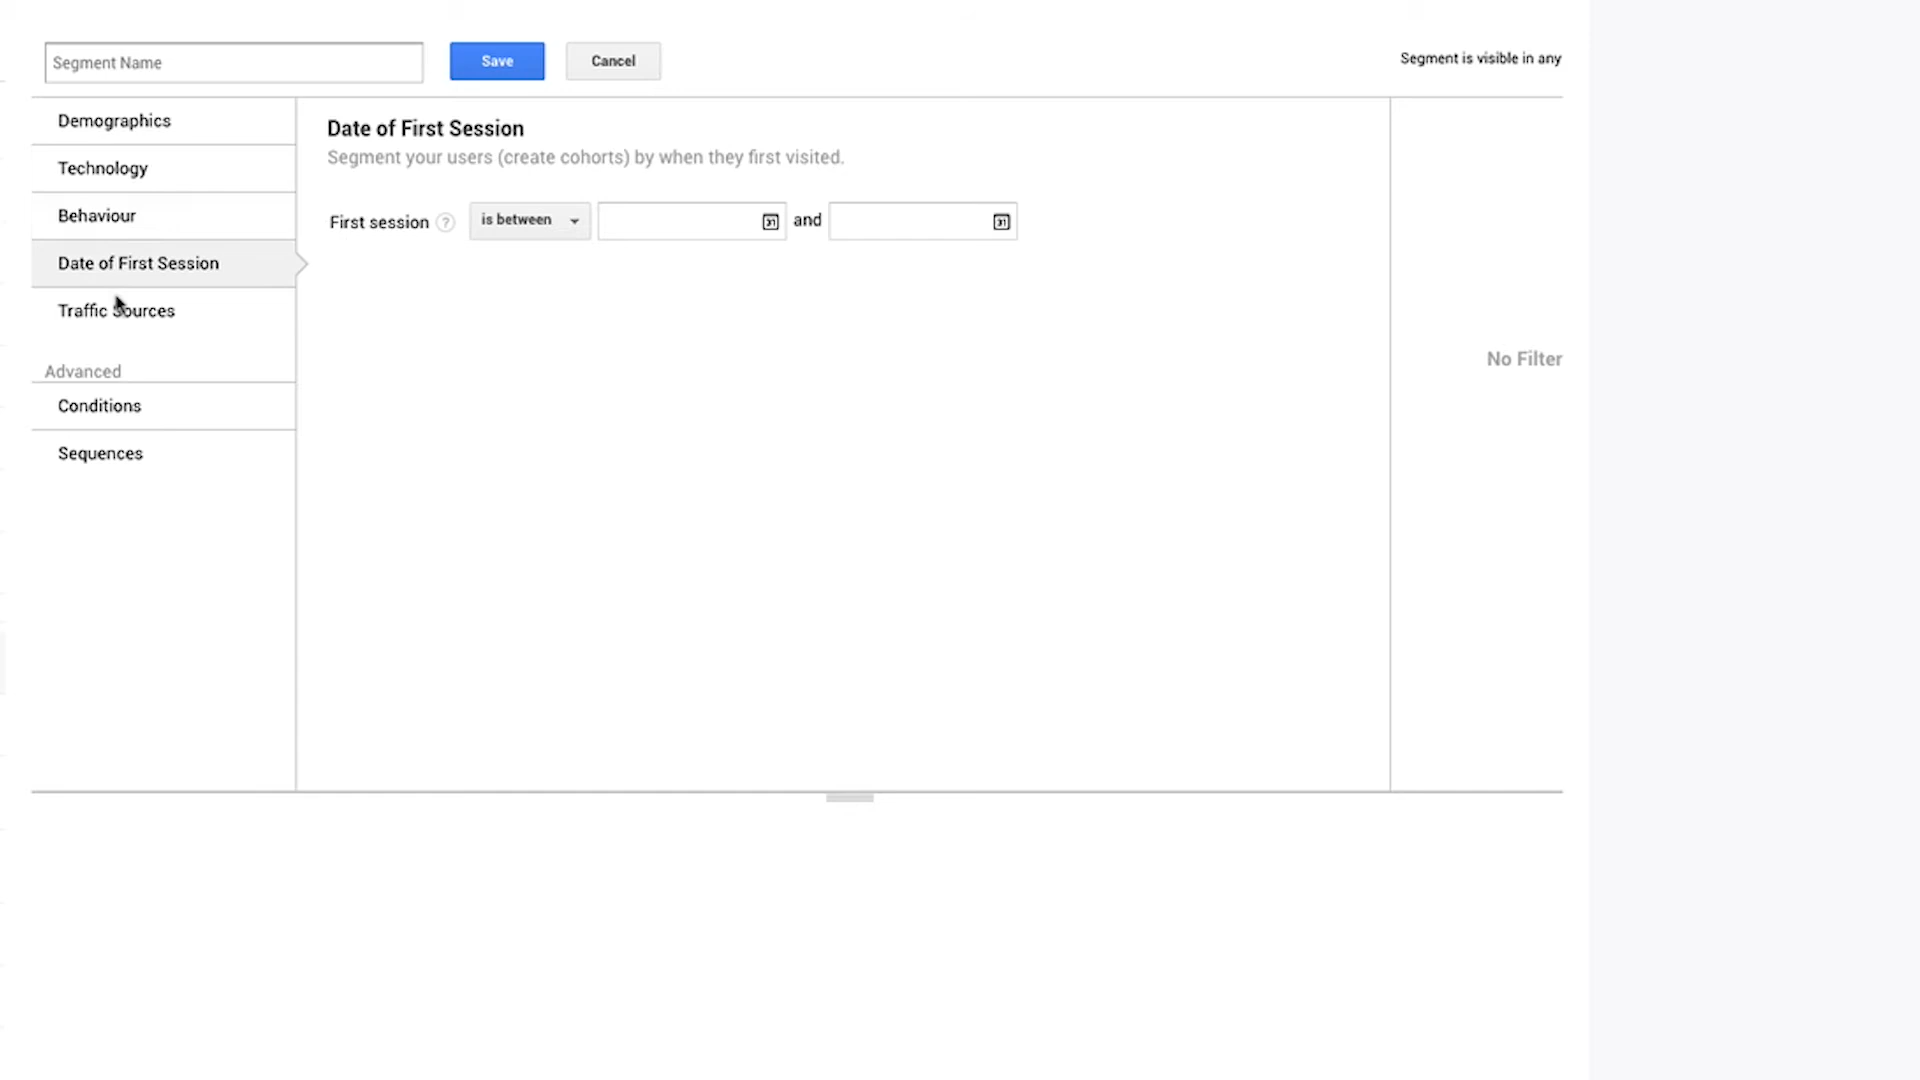 Segment Name
Save
Cancel
Segment is visible in any
Demographics
Technology
Behaviour
Date of First Session
Traffic Sources
Advanced
Conditions
Sequences
Date of First Session
Segment your users (create cohorts) by when they first visited.
First session ? is between 31 and 31
No Filter